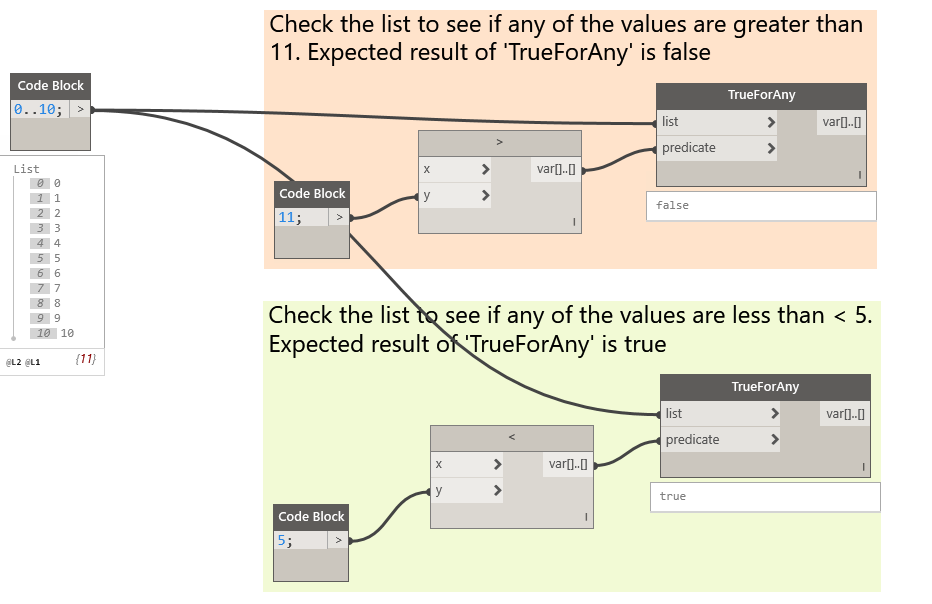 Check the list to see if any of the values are greater than
11. Expected result of 'TrueForAny' is false
Code Block
0..10; >
List
0 0
1 1
2 2
3 3
4 4
5 5
6 6
7 7
8 8
9 9
10 10
@L2 @L1 {11}
Code Block
11; >
>
x > var[]..[]
y >
l
TrueForAny
list > var[]..[]
predicate >
l
false
Check the list to see if any of the values are less than < 5.
Expected result of 'TrueForAny' is true
Code Block
5; >
<
x > var[]..[]
y >
l
TrueForAny
list > var[]..[]
predicate >
l
true